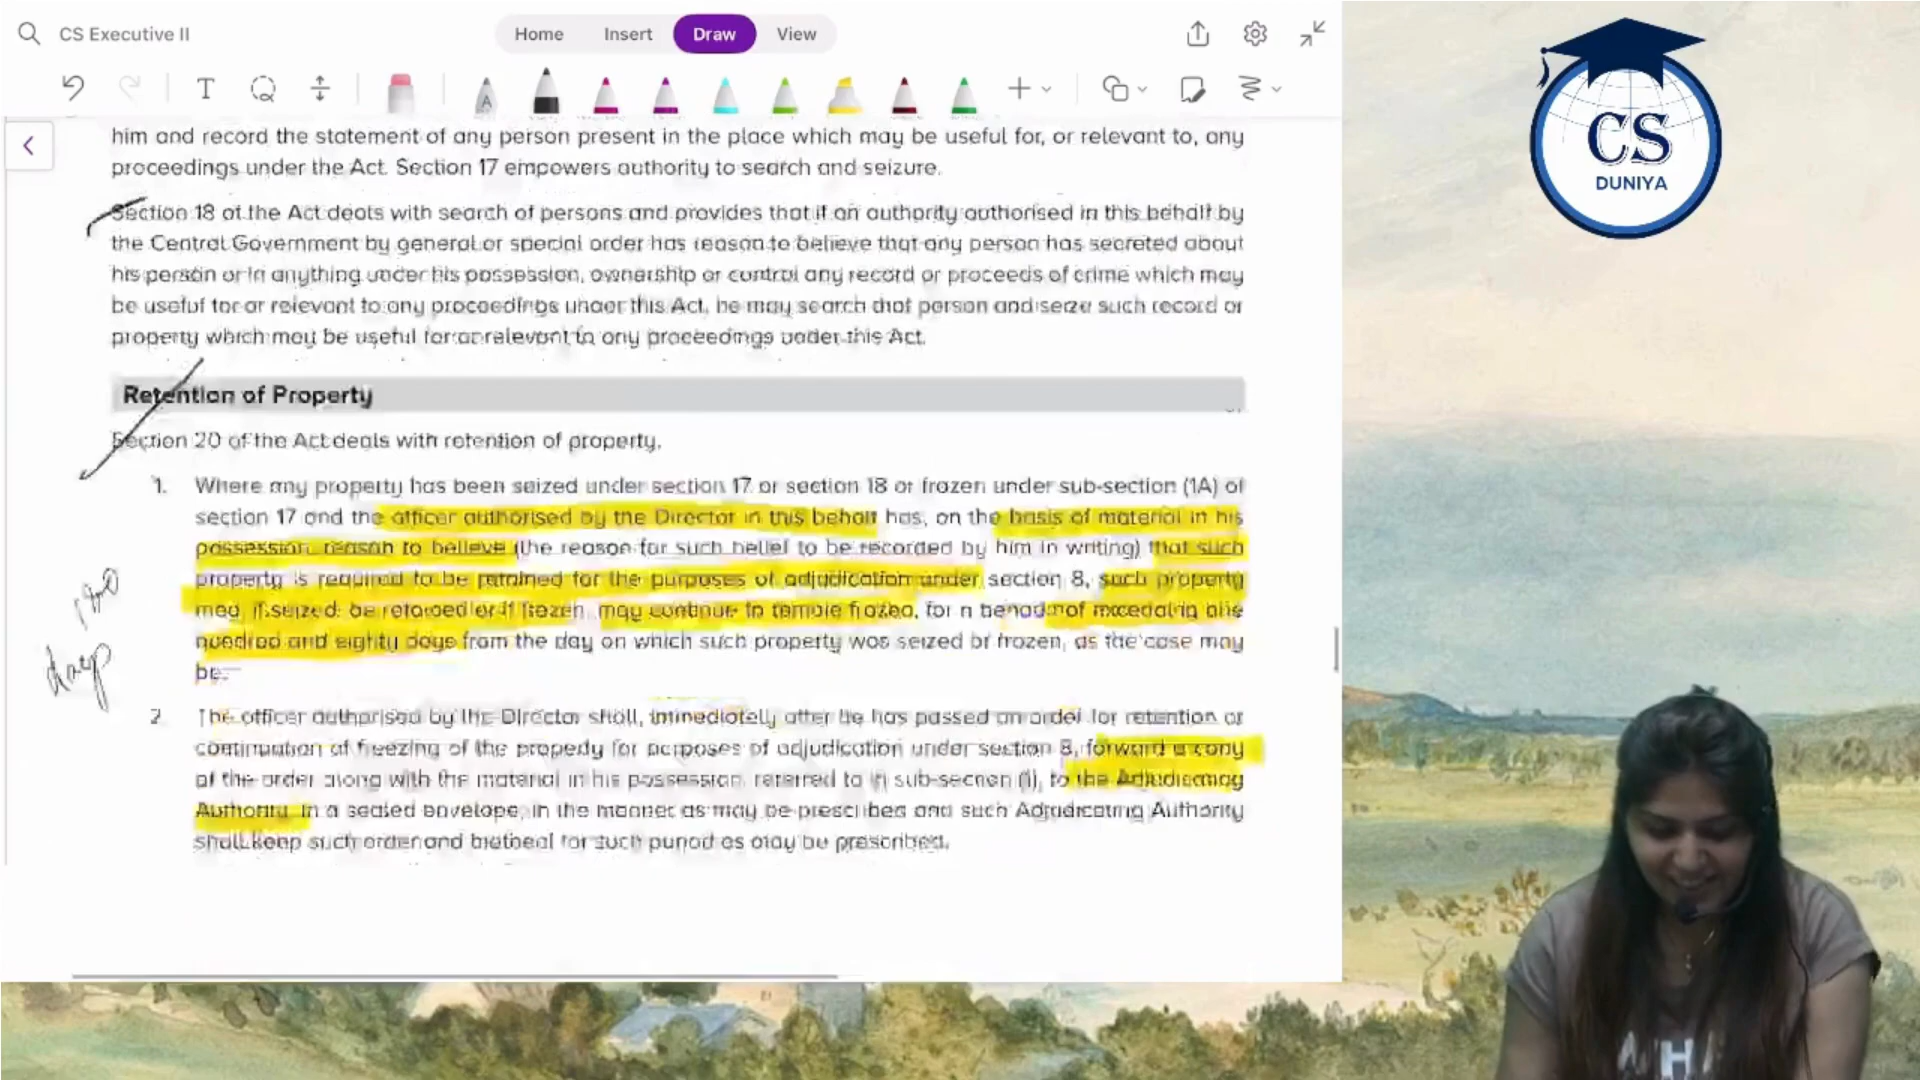 CS Executive II
Home Insert Draw View
him and record the statement of any person present in the place which may be useful for, or relevant to, any
proceedings under the Act. Section 17 empowers authority to search and seizure.
Section 18 of the Act deals with search of persons and provides that if an authority authorised in this behalf by
the Central Government by general or special order has reason to believe that any person has secreted about
his person or in anything under his possession, ownership or control any record or proceeds of crime which may
be useful for or relevant to any proceedings under this Act, he may search that person and seize such record or
property which may be useful for or relevant to any proceedings under this Act.
Retention of Property
Section 20 of the Act deals with retention of property.
1. Where any property has been seized under section 17 or section 18 or frozen under sub-section (1A) of
section 17 and the officer authorised by the Director in this behalf has, on the basis of material in his
possession, reason to believe (the reason for such belief to be recorded by him in writing) that such
property is required to be retained for the purposes of adjudication under section 8, such property
may, if seized, be retained or if frozen, may continue to remain frozen, for a period not exceeding one
hundred and eighty days from the day on which such property was seized or frozen, as the case may
be.
180
days
2. The officer authorised by the Director shall, immediately after he has passed an order for retention or
continuation of freezing of the property for purposes of adjudication under section 8, forward a copy
of the order along with the material in his possession, referred to in sub-section (1), to the Adjudicating
Authority, in a sealed envelope, in the manner as may be prescribed and such Adjudicating Authority
shall keep such order and material for such period as may be prescribed.
CS
DUNIYA